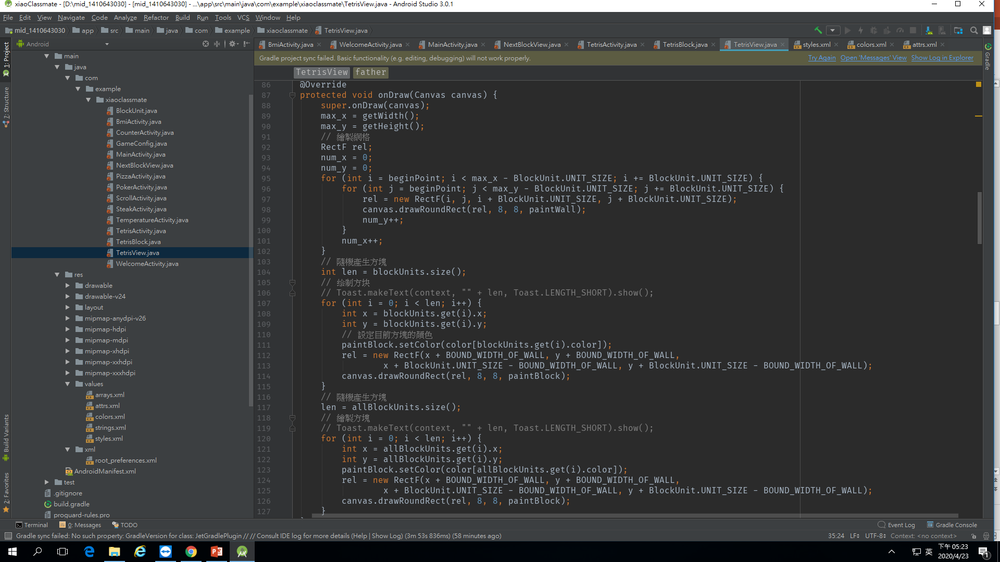 xiaoClassmate - [D:\mid_1410643030] - [mid_1410643030] - ...\app\src\main\java\com\example\xiaoclassmate\TetrisView.java - Android Studio 3.0.1
File Edit View Navigate Code Analyze Refactor Build Run Tools VCS Window Help
mid_1410643030 app src main java com example xiaoclassmate TetrisView.java
Android
BmiActivity.java WelcomeActivity.java MainActivity.java NextBlockView.java TetrisActivity.java TetrisBlock.java TetrisView.java styles.xml colors.xml attrs.xml
Gradle project sync failed. Basic functionality (e.g. editing, debugging) will not work properly. Try Again Open 'Messages' View Show Log in Explorer
1: Project
7: Structure
Build Variants
2: Favorites
Gradle
main
java
com
example
xiaoclassmate
BlockUnit.java
BmiActivity.java
CounterActivity.java
GameConfig.java
MainActivity.java
NextBlockView.java
PizzaActivity.java
PokerActivity.java
ScrollActivity.java
SteakActivity.java
TemperatureActivity.java
TetrisActivity.java
TetrisBlock.java
TetrisView.java
WelcomeActivity.java
res
drawable
drawable-v24
layout
mipmap-anydpi-v26
mipmap-hdpi
mipmap-mdpi
mipmap-xhdpi
mipmap-xxhdpi
mipmap-xxxhdpi
values
arrays.xml
attrs.xml
colors.xml
strings.xml
styles.xml
xml
root_preferences.xml
AndroidManifest.xml
test
.gitignore
build.gradle
proguard-rules.pro
TetrisView father
86 @Override
87 protected void onDraw(Canvas canvas) {
88 super.onDraw(canvas);
89 max_x = getWidth();
90 max_y = getHeight();
91 // 繪製網格
92 RectF rel;
93 num_x = 0;
94 num_y = 0;
95 for (int i = beginPoint; i < max_x - BlockUnit.UNIT_SIZE; i += BlockUnit.UNIT_SIZE) {
96 for (int j = beginPoint; j < max_y - BlockUnit.UNIT_SIZE; j += BlockUnit.UNIT_SIZE) {
97 rel = new RectF(i, j, i + BlockUnit.UNIT_SIZE, j + BlockUnit.UNIT_SIZE);
98 canvas.drawRoundRect(rel, 8, 8, paintWall);
99 num_y++;
100 }
101 num_x++;
102 }
103 // 隨機產生方塊
104 int len = blockUnits.size();
105 // 绘制方块
106 // Toast.makeText(context, "" + len, Toast.LENGTH_SHORT).show();
107 for (int i = 0; i < len; i++) {
108 int x = blockUnits.get(i).x;
109 int y = blockUnits.get(i).y;
110 // 設定目前方塊的顏色
111 paintBlock.setColor(color[blockUnits.get(i).color]);
112 rel = new RectF(x + BOUND_WIDTH_OF_WALL, y + BOUND_WIDTH_OF_WALL,
113 x + BlockUnit.UNIT_SIZE - BOUND_WIDTH_OF_WALL, y + BlockUnit.UNIT_SIZE - BOUND_WIDTH_OF_WALL);
114 canvas.drawRoundRect(rel, 8, 8, paintBlock);
115 }
116 // 隨機產生方塊
117 len = allBlockUnits.size();
118 // 繪製方塊
119 // Toast.makeText(context, "" + len, Toast.LENGTH_SHORT).show();
120 for (int i = 0; i < len; i++) {
121 int x = allBlockUnits.get(i).x;
122 int y = allBlockUnits.get(i).y;
123 paintBlock.setColor(color[allBlockUnits.get(i).color]);
124 rel = new RectF(x + BOUND_WIDTH_OF_WALL, y + BOUND_WIDTH_OF_WALL,
125 x + BlockUnit.UNIT_SIZE - BOUND_WIDTH_OF_WALL, y + BlockUnit.UNIT_SIZE - BOUND_WIDTH_OF_WALL);
126 canvas.drawRoundRect(rel, 8, 8, paintBlock);
127 }
Terminal 0: Messages TODO Event Log Gradle Console
Gradle sync failed: No such property: GradleVersion for class: JetGradlePlugin // // Consult IDE log for more details (Help | Show Log) (3m 53s 836ms) (58 minutes ago) 35:24 LF÷ UTF-8÷ Context: <no context>
英 下午 05:23
2020/4/23
1